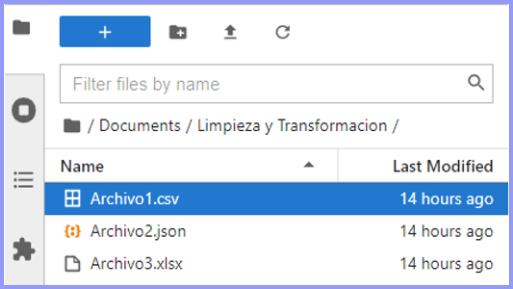 Filter files by name
/ Documents / Limpieza y Transformacion /
Name Last Modified
Archivo1.csv 14 hours ago
Archivo2.json 14 hours ago
Archivo3.xlsx 14 hours ago